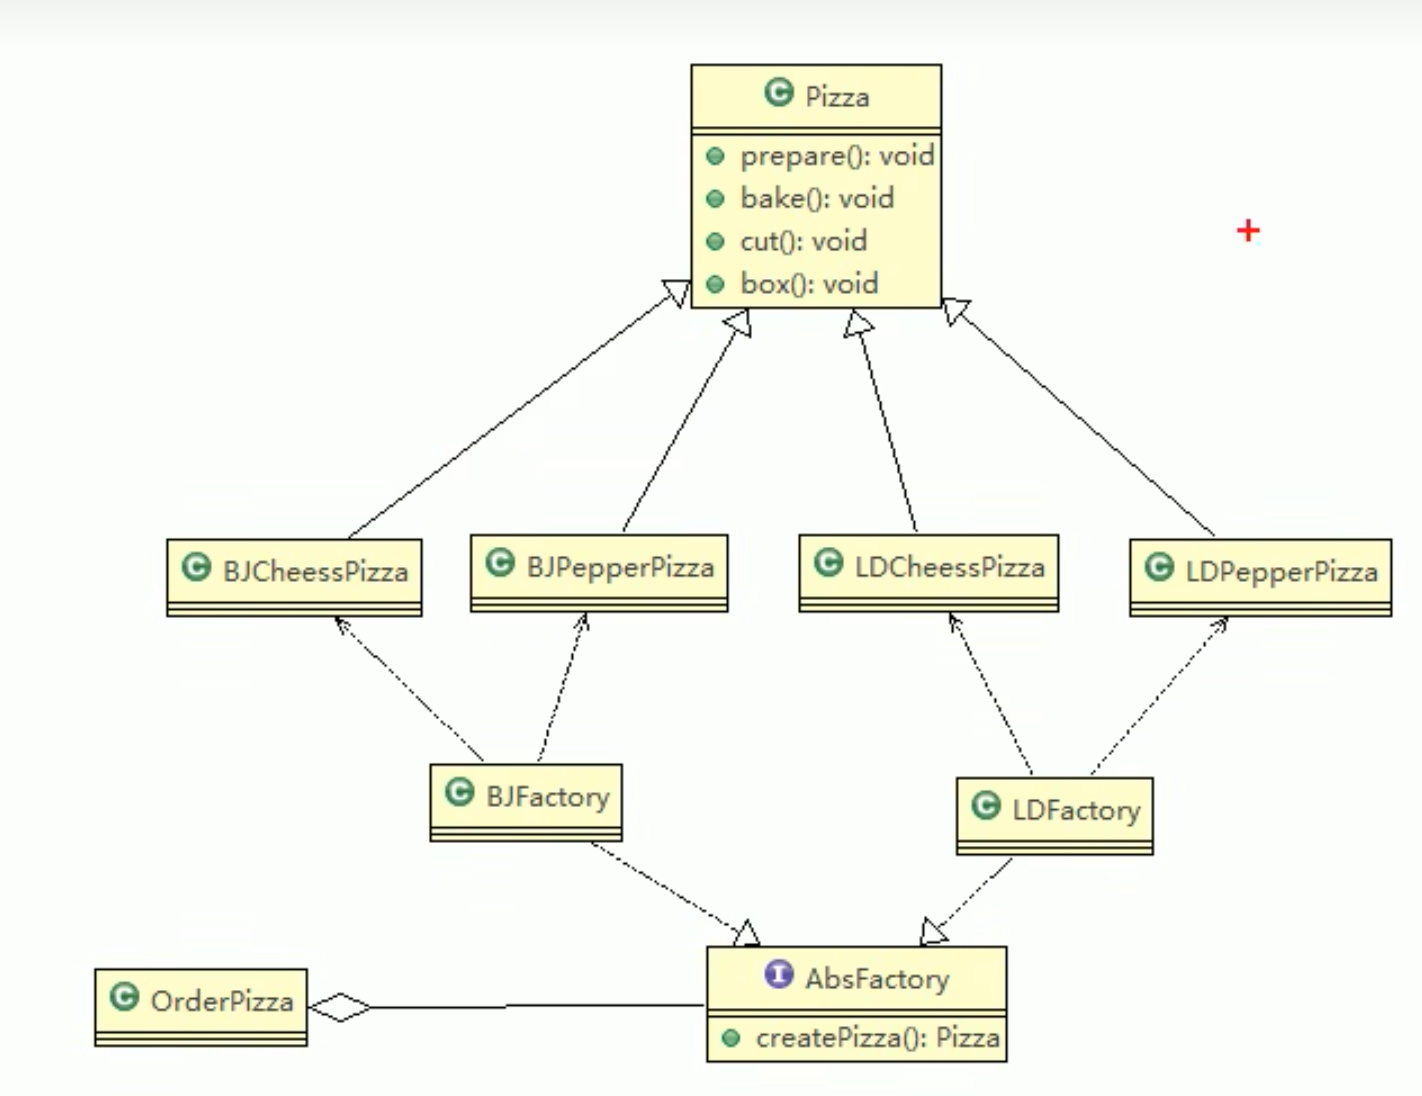 C Pizza
prepare(): void
bake(): void
cut(): void
box(): void
C BJCheessPizza
C BJPepperPizza
C LDCheessPizza
C LDPepperPizza
C BJFactory
C LDFactory
I AbsFactory
createPizza(): Pizza
C OrderPizza